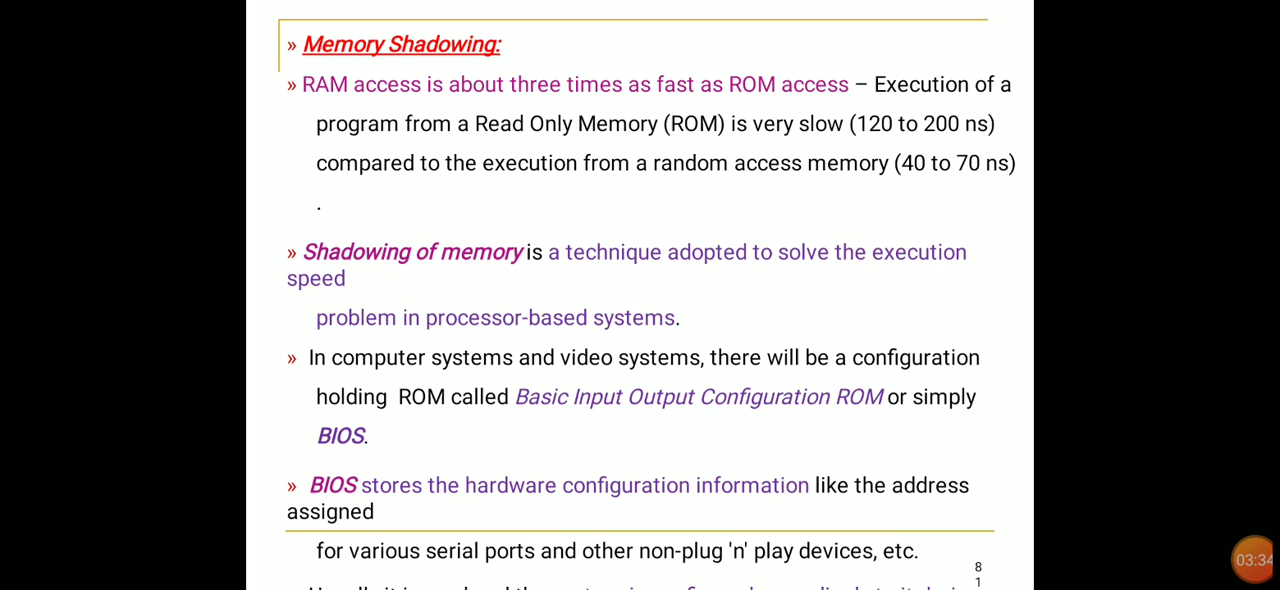 » Memory Shadowing:
» RAM access is about three times as fast as ROM access – Execution of a
program from a Read Only Memory (ROM) is very slow (120 to 200 ns)
compared to the execution from a random access memory (40 to 70 ns)
.
» Shadowing of memory is a technique adopted to solve the execution
speed
problem in processor-based systems.
» In computer systems and video systems, there will be a configuration
holding ROM called Basic Input Output Configuration ROM or simply
BIOS.
» BIOS stores the hardware configuration information like the address
assigned
for various serial ports and other non-plug 'n' play devices, etc.
8
1
03:34